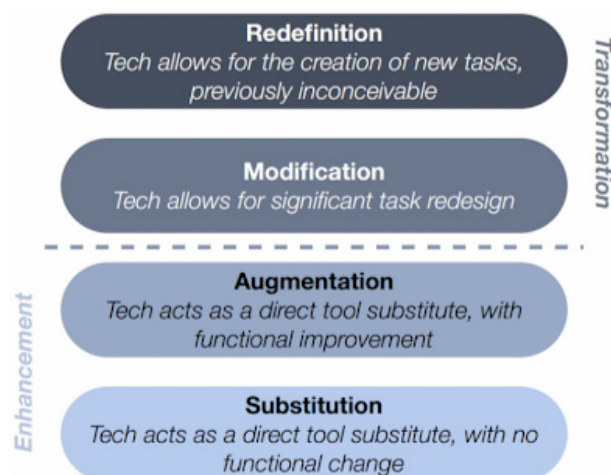 Redefinition
Tech allows for the creation of new tasks,
previously inconceivable
Modification
Tech allows for significant task redesign
Transformation
Augmentation
Tech acts as a direct tool substitute, with
functional improvement
Substitution
Tech acts as a direct tool substitute, with no
functional change
Enhancement